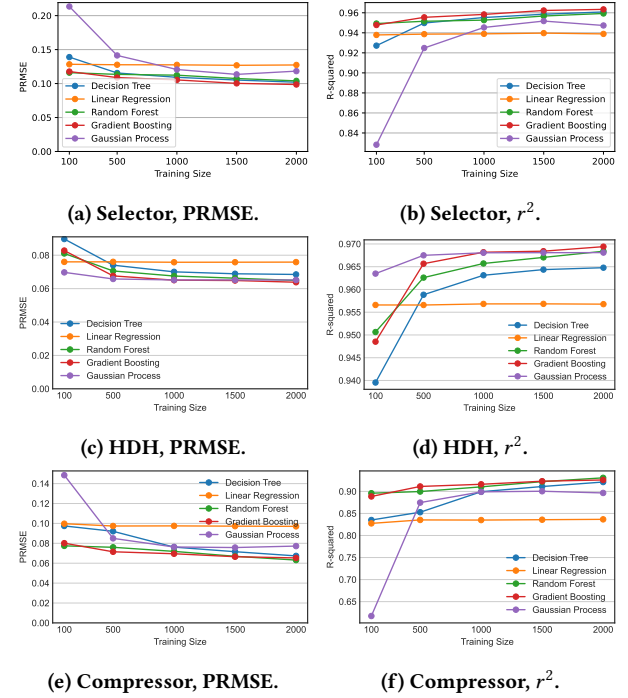 0.20
0.15
0.10
0.05
0.00
PRMSE
Decision Tree
Linear Regression
Random Forest
Gradient Boosting
Gaussian Process
100 500 1000 1500 2000
Training Size
(a) Selector, PRMSE.
0.96
0.94
0.92
0.90
0.88
0.86
0.84
R-squared
Decision Tree
Linear Regression
Random Forest
Gradient Boosting
Gaussian Process
100 500 1000 1500 2000
Training Size
(b) Selector, r².
0.08
0.06
0.04
0.02
0.00
PRMSE
Decision Tree
Linear Regression
Random Forest
Gradient Boosting
Gaussian Process
100 500 1000 1500 2000
Training Size
(c) HDH, PRMSE.
0.970
0.965
0.960
0.955
0.950
0.945
0.940
R-squared
Decision Tree
Linear Regression
Random Forest
Gradient Boosting
Gaussian Process
100 500 1000 1500 2000
Training Size
(d) HDH, r².
0.14
0.12
0.10
0.08
0.06
0.04
0.02
0.00
PRMSE
Decision Tree
Linear Regression
Random Forest
Gradient Boosting
Gaussian Process
100 500 1000 1500 2000
Training Size
(e) Compressor, PRMSE.
0.90
0.85
0.80
0.75
0.70
0.65
R-squared
Decision Tree
Linear Regression
Random Forest
Gradient Boosting
Gaussian Process
100 500 1000 1500 2000
Training Size
(f) Compressor, r².